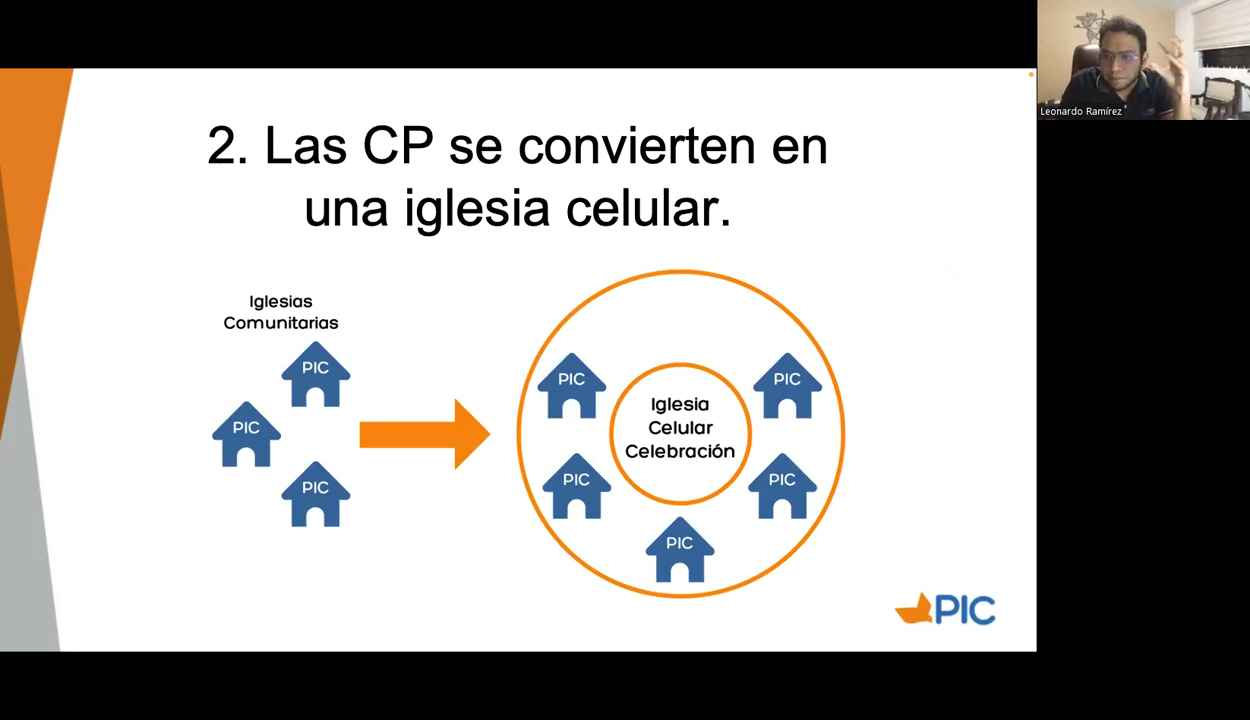 Leonardo Ramírez
2. Las CP se convierten en
una iglesia celular.
Iglesias
Comunitarias
PIC
PIC
PIC
PIC
PIC
Iglesia
Celular
Celebración
PIC
PIC
PIC
PIC